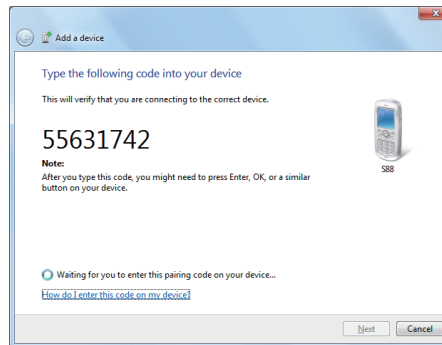 Add a device
Type the following code into your device
This will verify that you are connecting to the correct device.
55631742
Note:
After you type this code, you might need to press Enter, OK, or a similar
button on your device.
S88
Waiting for you to enter this pairing code on your device...
How do I enter this code on my device?
Next Cancel